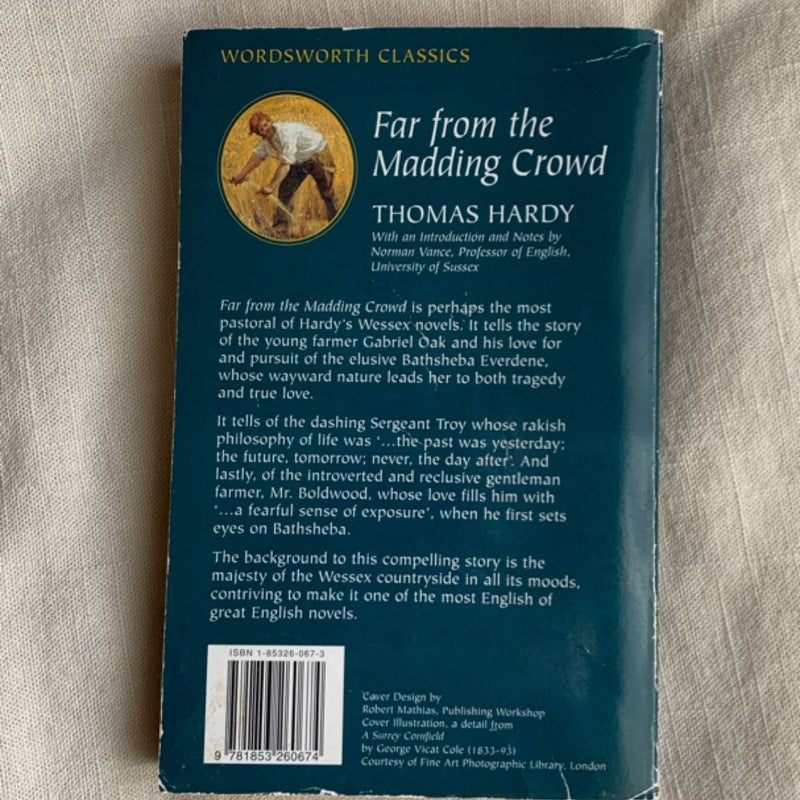 WORDSWORTH CLASSICS
Far from the
Madding Crowd
THOMAS HARDY
With an Introduction and Notes by
Norman Vance, Professor of English,
University of Sussex
Far from the Madding Crowd is perhaps the most
pastoral of Hardy's Wessex novels. It tells the story
of the young farmer Gabriel Oak and his love for
and pursuit of the elusive Bathsheba Everdene,
whose wayward nature leads her to both tragedy
and true love.
It tells of the dashing Sergeant Troy whose rakish
philosophy of life was '...the past was yesterday;
the future, tomorrow; never, the day after'. And
lastly, of the introverted and reclusive gentleman
farmer, Mr. Boldwood, whose love fills him with
'...a fearful sense of exposure', when he first sets
eyes on Bathsheba.
The background to this compelling story is the
majesty of the Wessex countryside in all its moods,
contriving to make it one of the most English of
great English novels.
ISBN 1-85326-067-3
9 781853 260674
Cover Design by
Robert Mathias, Publishing Workshop
Cover Illustration, a detail from
A Surrey Cornfield
by George Vicat Cole (1833-93)
Courtesy of Fine Art Photographic Library, London